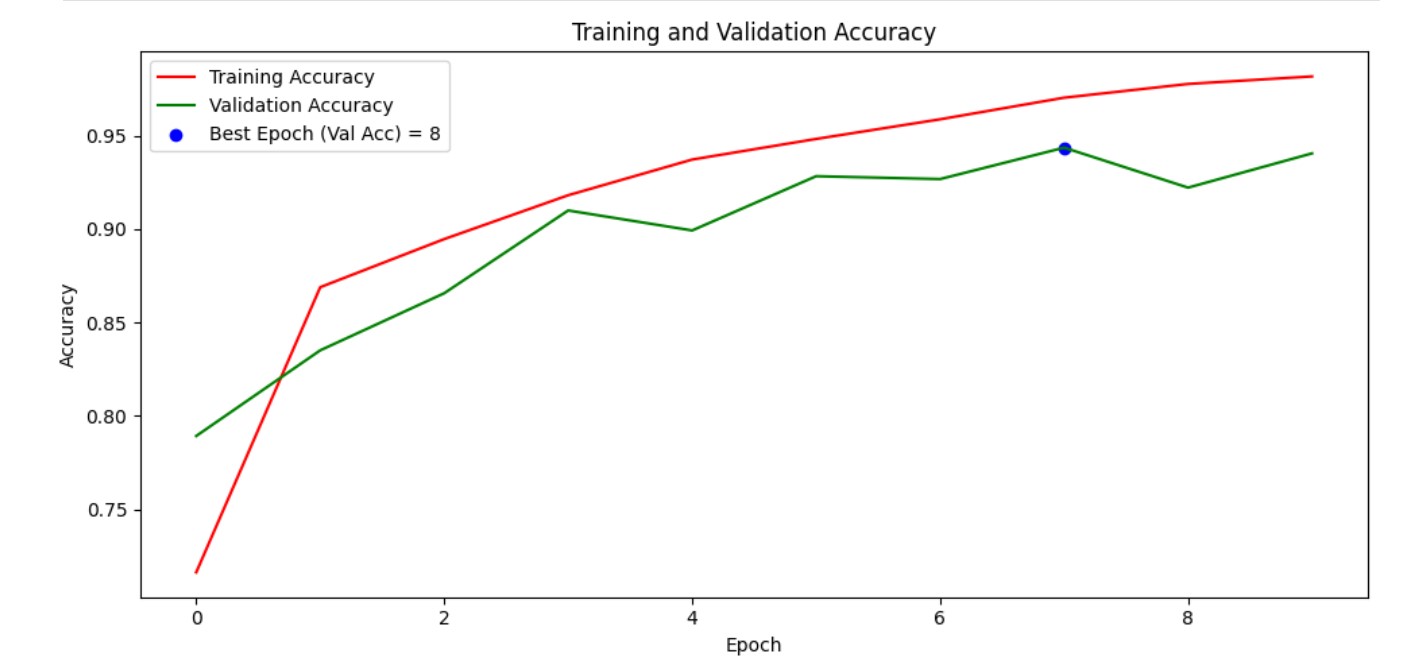 Training and Validation Accuracy
Training Accuracy
Validation Accuracy
Best Epoch (Val Acc) = 8
0.95
0.90
0.85
0.80
0.75
Accuracy
0 2 4 6 8
Epoch